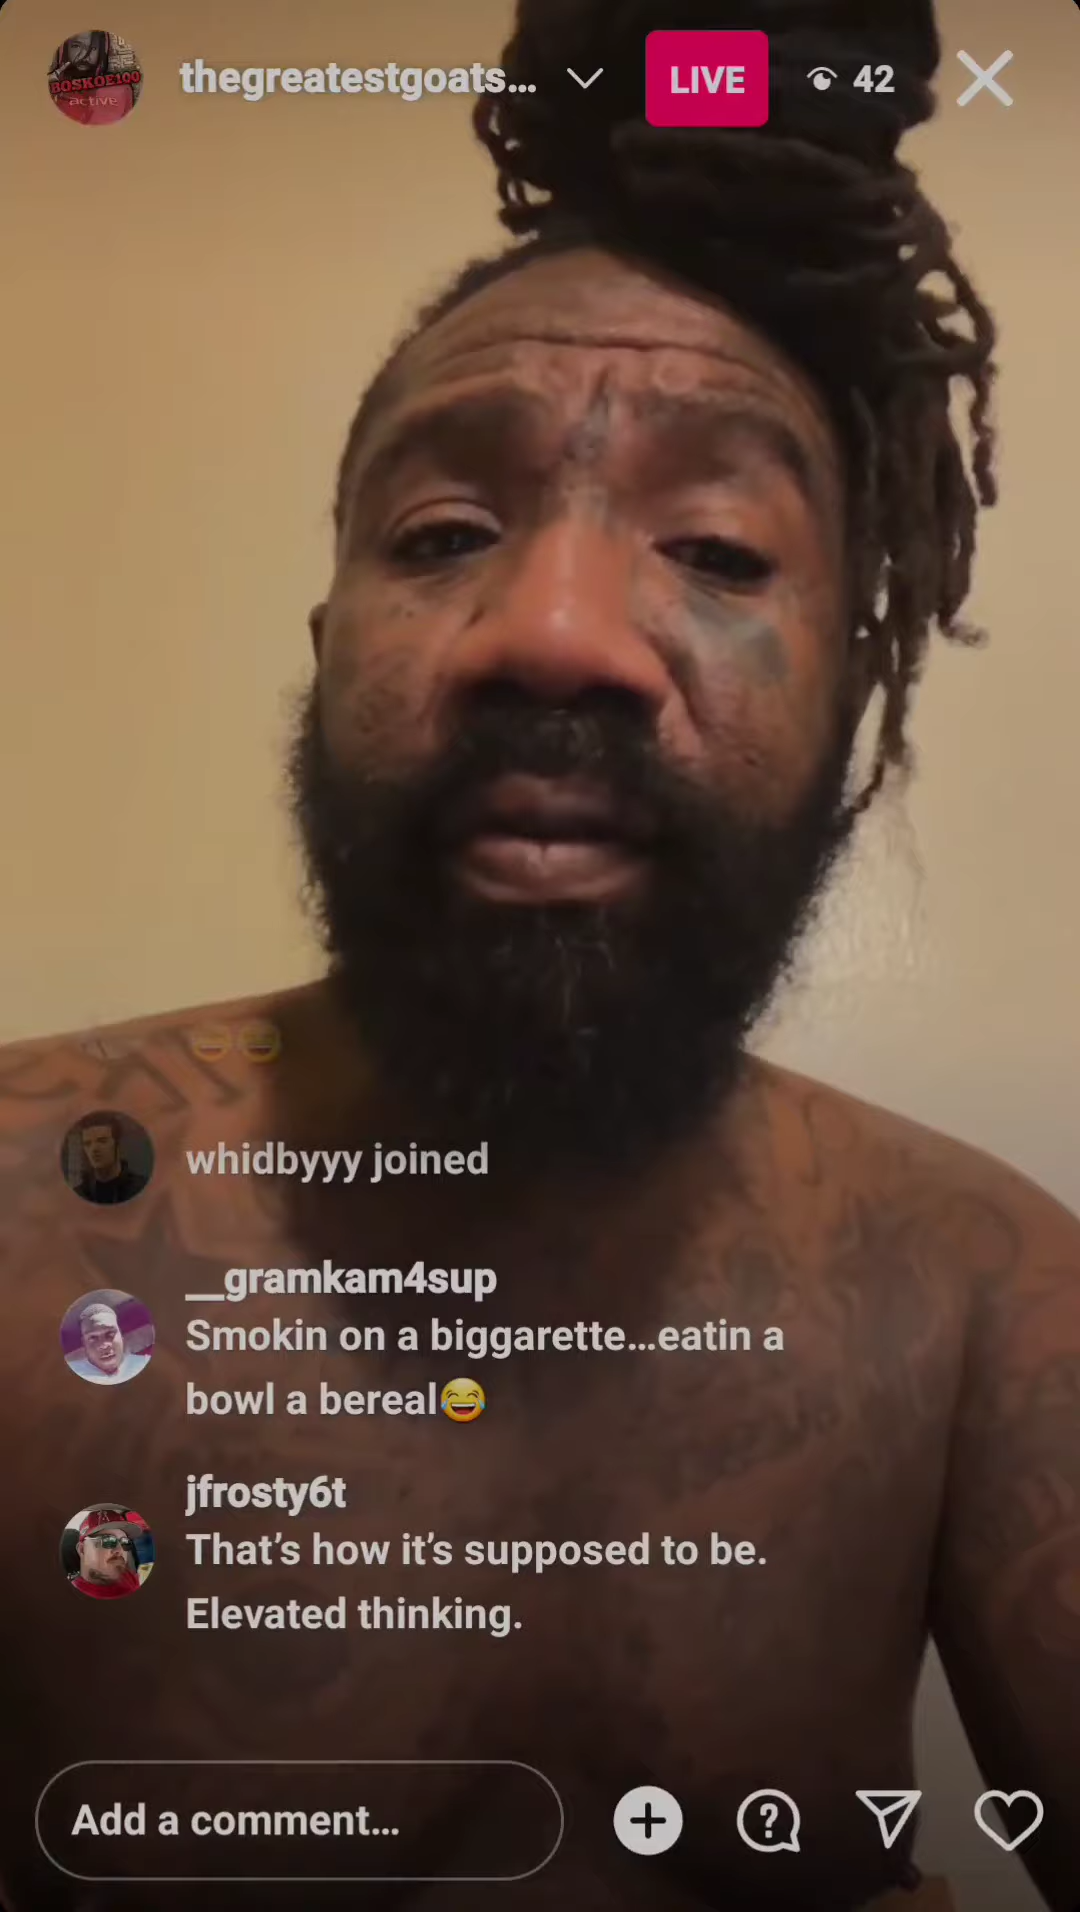 BOSKOE100
active
thegreatestgoats...
LIVE
42
whidbyyy joined
__gramkam4sup
Smokin on a biggarette...eatin a
bowl a bereal😂
jfrosty6t
That’s how it’s supposed to be.
Elevated thinking.
Add a comment...